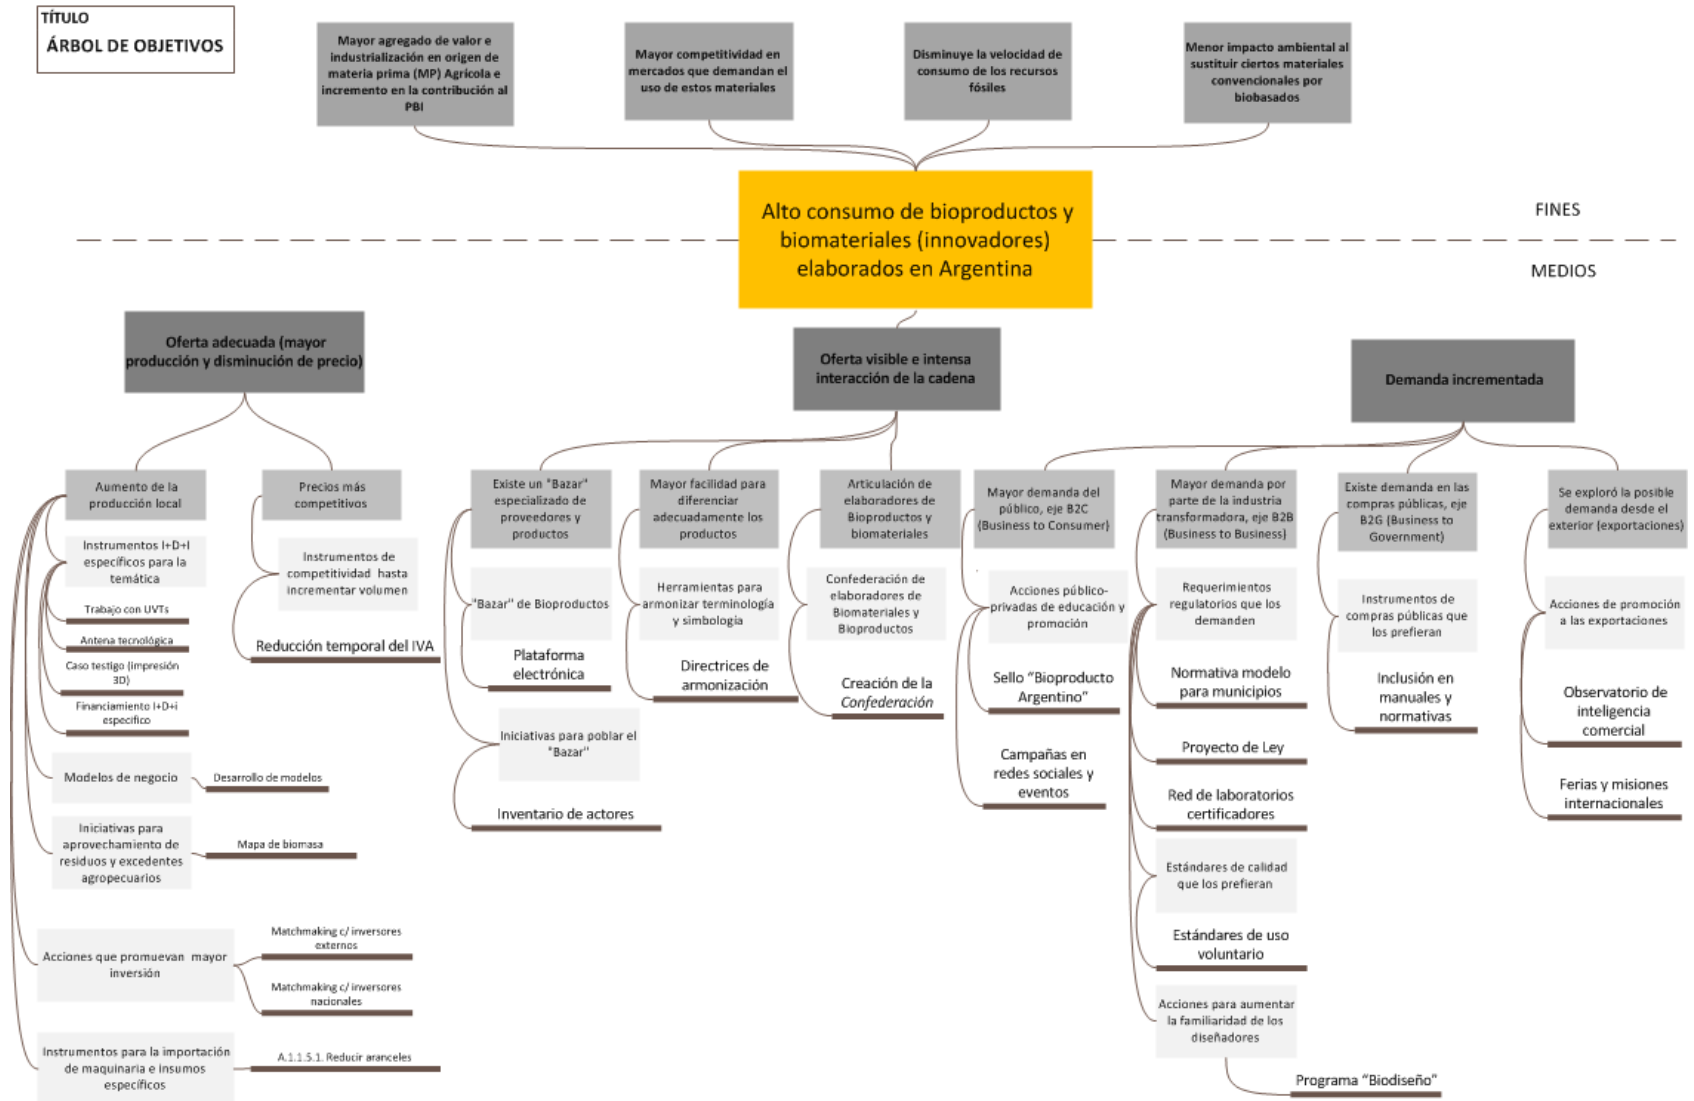 TÍTULO
ÁRBOL DE OBJETIVOS
Mayor agregado de valor e
industrialización en origen de
materia prima (MP) Agrícola e
incremento en la contribución al
PBI
Mayor competitividad en
mercados que demandan el
uso de estos materiales
Disminuye la velocidad de
consumo de los recursos
fósiles
Menor impacto ambiental al
sustituir ciertos materiales
convencionales por
biobasados
Alto consumo de bioproductos y
biomateriales (innovadores)
elaborados en Argentina
FINES
MEDIOS
Oferta adecuada (mayor
producción y disminución de precio)
Oferta visible e intensa
interacción de la cadena
Demanda incrementada
Aumento de la
producción local
Precios más
competitivos
Instrumentos I+D+I
específicos para la
temática
Trabajo con UVTs
Antena tecnológica
Caso testigo (impresión
3D)
Financiamiento I+D+i
específico
Modelos de negocio
Desarrollo de modelos
Iniciativas para
aprovechamiento de
residuos y excedentes
agropecuarios
Mapa de biomasa
Acciones que promuevan mayor
inversión
Matchmaking c/ inversores
externos
Matchmaking c/ inversores
nacionales
Instrumentos para la importación
de maquinaria e insumos
específicos
A.1.1.5.1. Reducir aranceles
Instrumentos de
competitividad hasta
incrementar volumen
Reducción temporal del IVA
Existe un "Bazar"
especializado de
proveedores y
productos
"Bazar" de Bioproductos
Plataforma
electrónica
Iniciativas para poblar el
"Bazar"
Inventario de actores
Mayor facilidad para
diferenciar
adecuadamente los
productos
Herramientas para
armonizar terminología
y simbología
Directrices de
armonización
Articulación de
elaboradores de
Bioproductos y
biomateriales
Confederación de
elaboradores de
Biomateriales y
Bioproductos
Creación de la
Confederación
Mayor demanda del
público, eje B2C
(Business to Consumer)
Acciones público-
privadas de educación y
promoción
Sello “Bioproducto
Argentino”
Campañas en
redes sociales y
eventos
Mayor demanda por
parte de la industria
transformadora, eje B2B
(Business to Business)
Requerimientos
regulatorios que los
demanden
Normativa modelo
para municipios
Proyecto de Ley
Red de laboratorios
certificadores
Estándares de calidad
que los prefieran
Estándares de uso
voluntario
Acciones para aumentar
la familiaridad de los
diseñadores
Programa “Biodiseño”
Existe demanda en las
compras públicas, eje
B2G (Business to
Government)
Instrumentos de
compras públicas que
los prefieran
Inclusión en
manuales y
normativas
Se exploró la posible
demanda desde el
exterior (exportaciones)
Acciones de promoción
a las exportaciones
Observatorio de
inteligencia
comercial
Ferias y misiones
internacionales